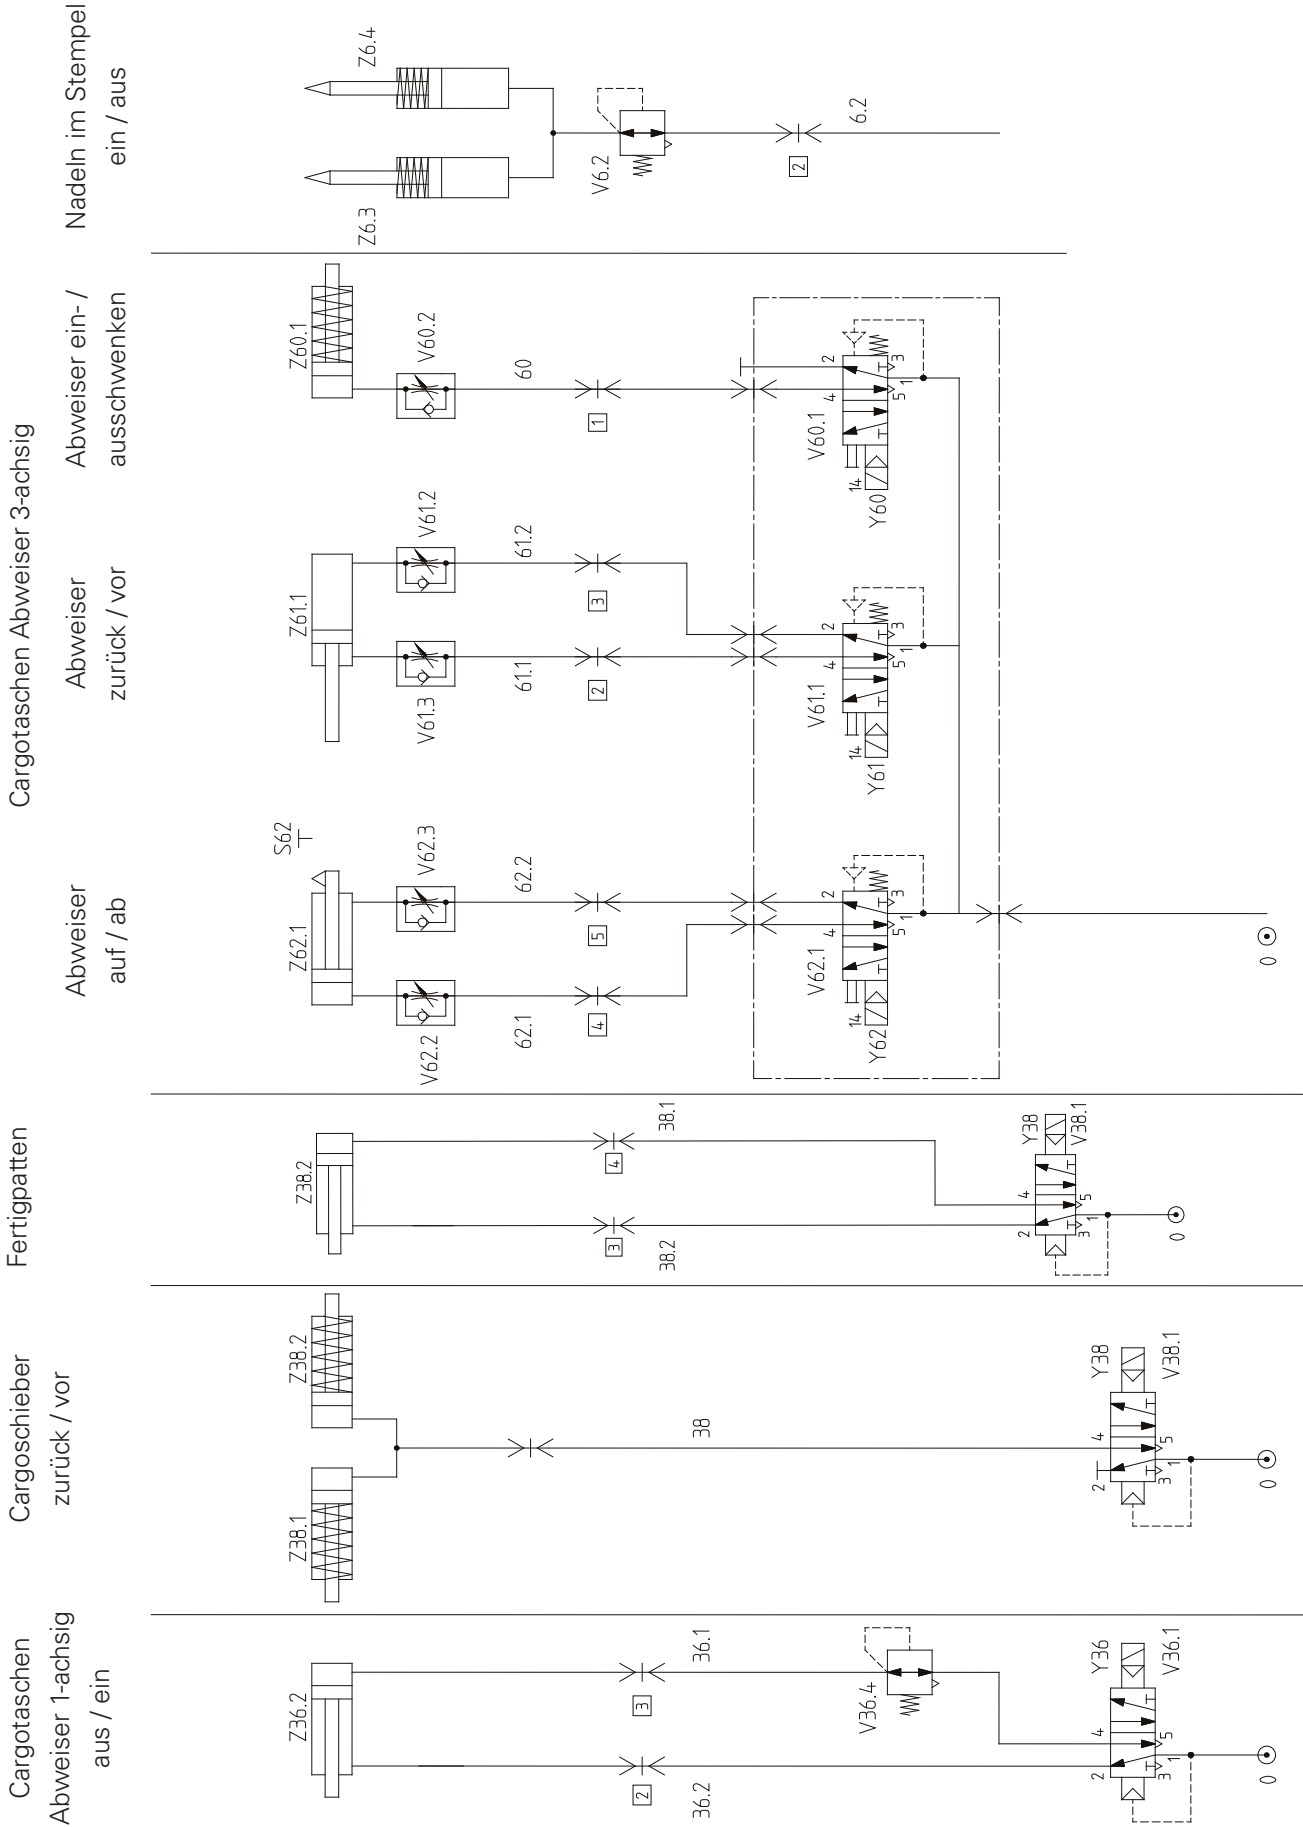 Cargotaschen
Abweiser 1-achsig
aus / ein
Z36.2
2
3
36.2
36.1
V36.4
Y36
V36.1
2
4
3
1
5
0
Cargoschieber
zurück / vor
Z38.1
Z38.2
38
Y38
V38.1
2
4
3
1
5
0
Fertigpatten
Z38.2
3
4
38.2
38.1
Y38
V38.1
2
4
3
1
5
0
Cargotaschen Abweiser 3-achsig
Abweiser
auf / ab
Z62.1
S62
V62.2
V62.3
62.1
62.2
4
5
V62.1
Y62
14
4
2
5
1
3
0
Abweiser
zurück / vor
Z61.1
V61.3
V61.2
61.1
61.2
2
3
V61.1
Y61
14
4
2
5
1
3
Abweiser ein- /
ausschwenken
Z60.1
V60.2
60
1
V60.1
Y60
14
4
2
5
1
3
Nadeln im Stempel
ein / aus
Z6.3
Z6.4
V6.2
2
6.2